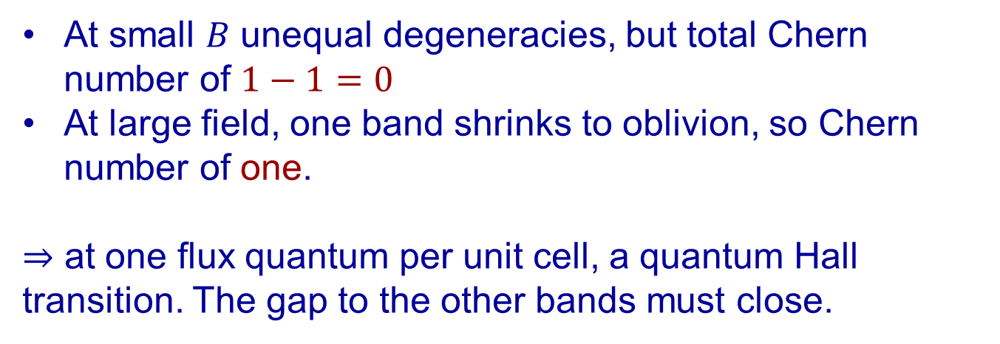 • At small B unequal degeneracies, but total Chern
number of 1 − 1 = 0
• At large field, one band shrinks to oblivion, so Chern
number of one.
⇒ at one flux quantum per unit cell, a quantum Hall
transition. The gap to the other bands must close.